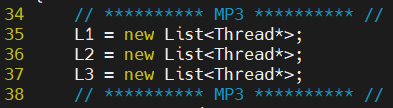 34 // ********** MP3 ********** //
35 L1 = new List<Thread*>;
36 L2 = new List<Thread*>;
37 L3 = new List<Thread*>;
38 // ********** MP3 ********** //